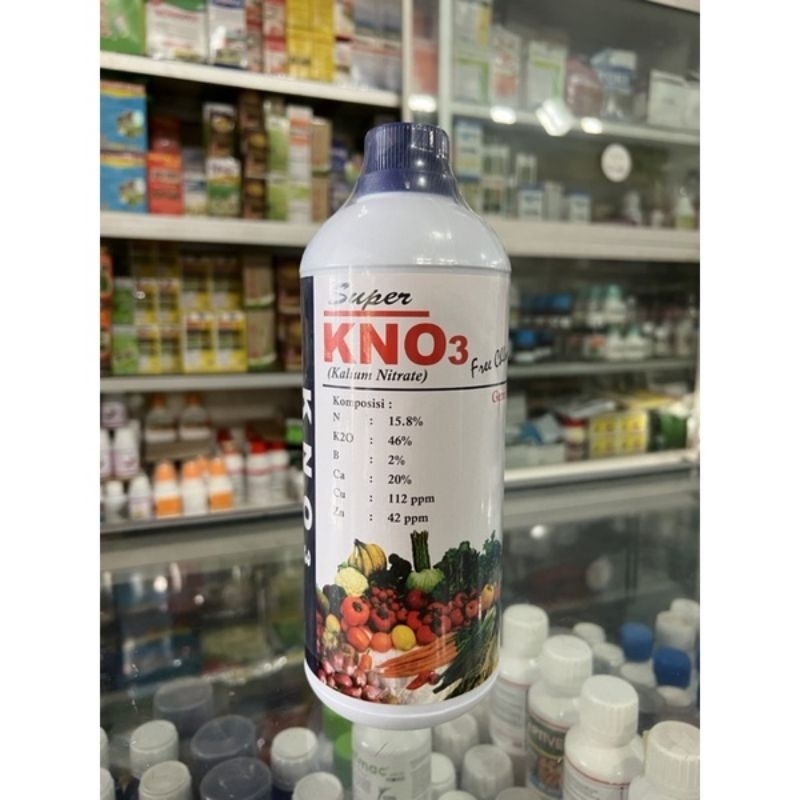 Super
KNO3
Free
(Kalium Nitrate)
Komposisi :
N : 15.8%
K2O : 46%
B : 2%
Ca : 20%
Cu : 112 ppm
Zn : 42 ppm
KNO3